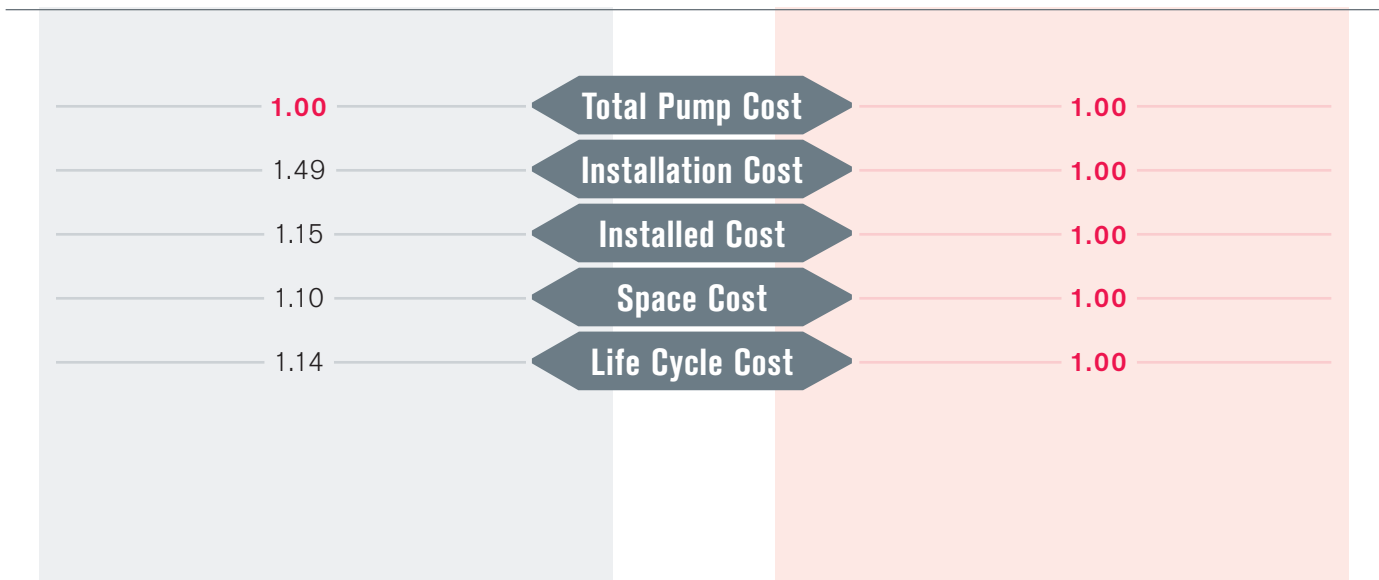 1.00 Total Pump Cost 1.00
1.49 Installation Cost 1.00
1.15 Installed Cost 1.00
1.10 Space Cost 1.00
1.14 Life Cycle Cost 1.00